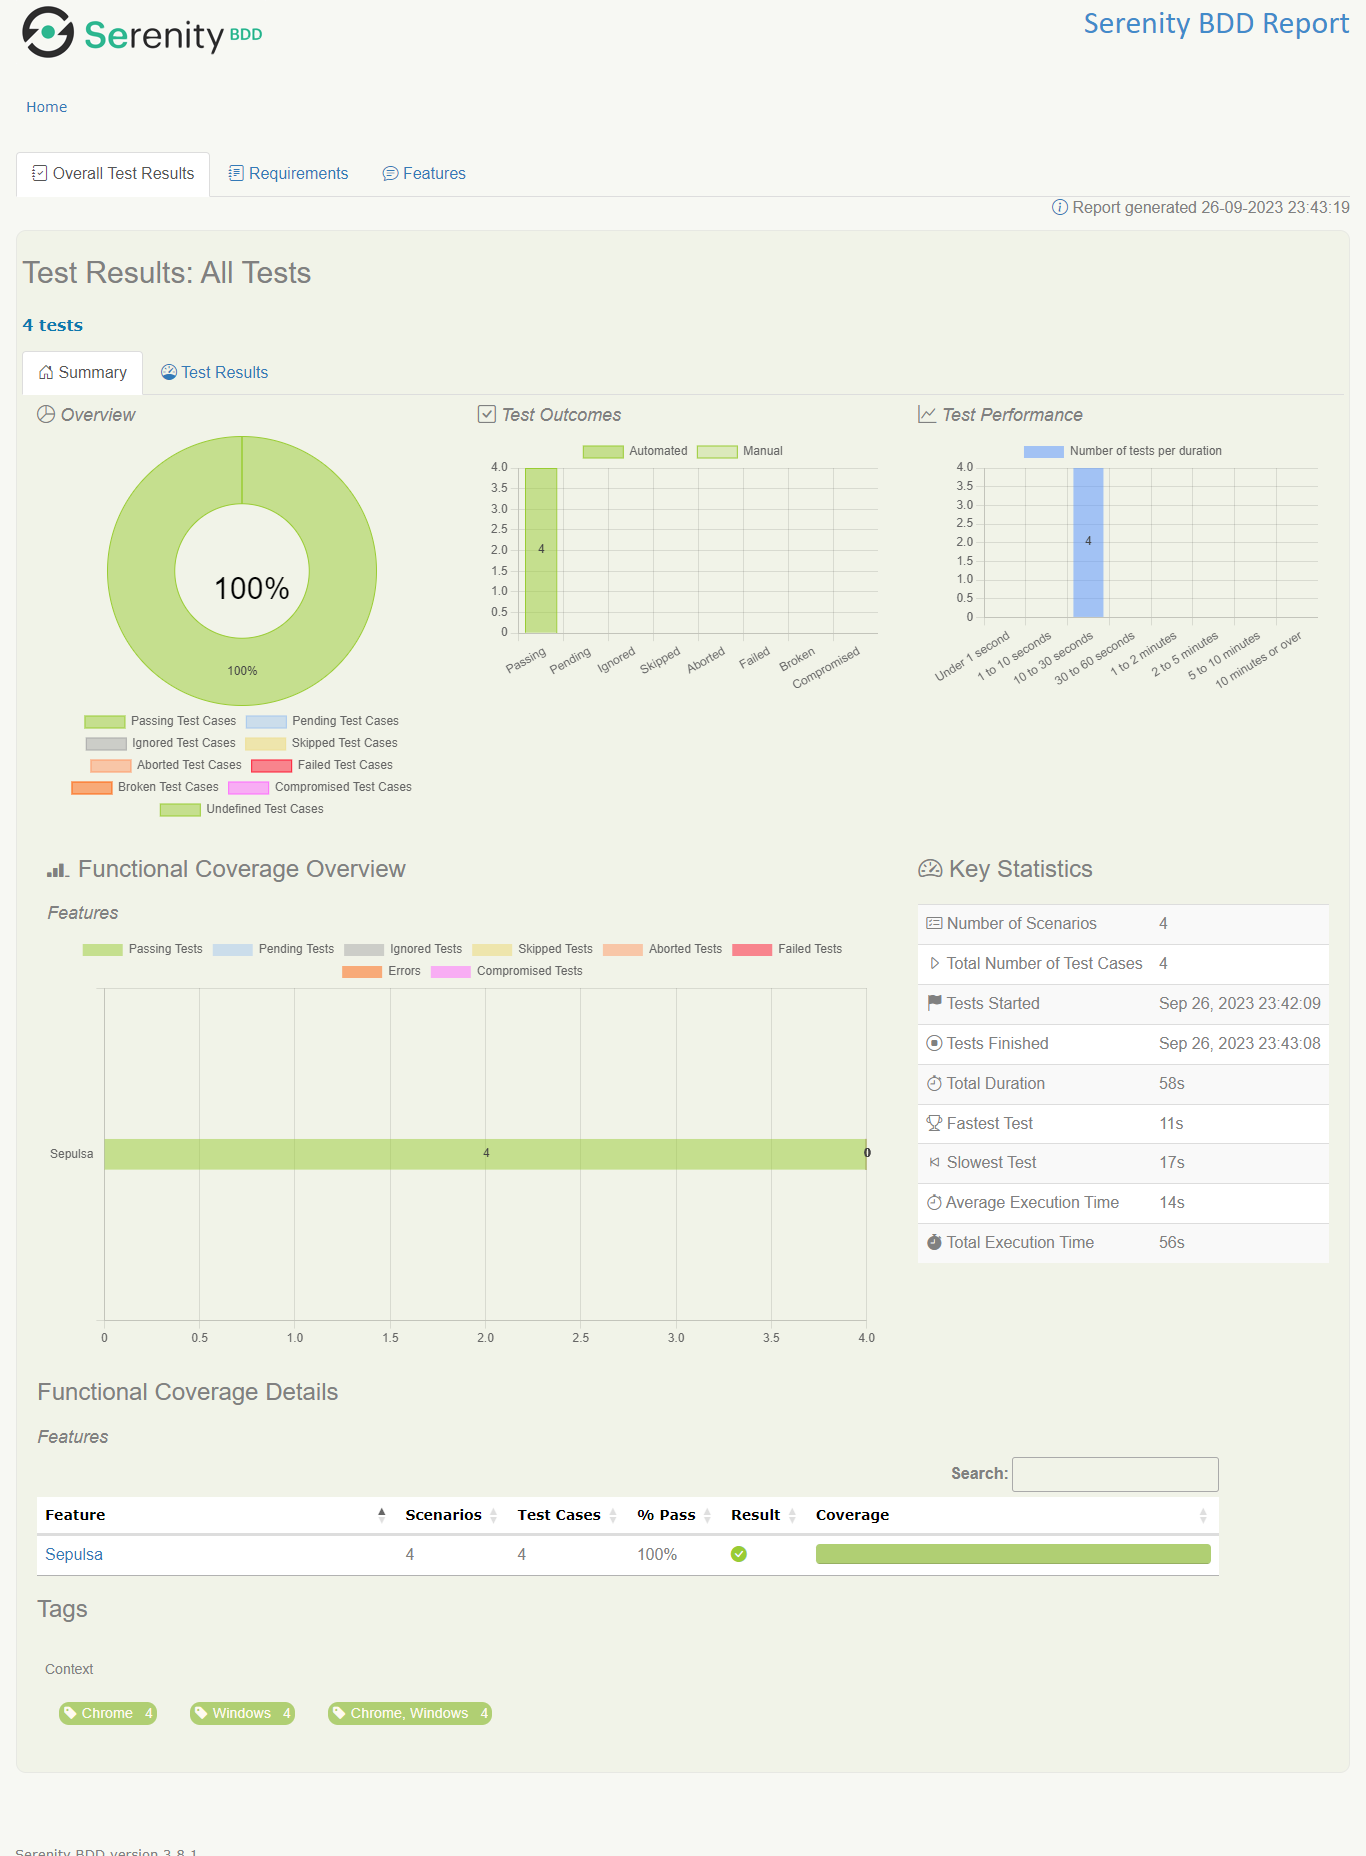 Serenity BDD
Serenity BDD Report
Home
Overall Test Results Requirements Features
Report generated 26-09-2023 23:43:19
Test Results: All Tests
4 tests
Summary Test Results
Overview
100%
100%
Passing Test Cases Pending Test Cases
Ignored Test Cases Skipped Test Cases
Aborted Test Cases Failed Test Cases
Broken Test Cases Compromised Test Cases
Undefined Test Cases
Test Outcomes
Automated Manual
4.0
3.5
3.0
2.5
2.0
1.5
1.0
0.5
0
4
Passing Pending Ignored Skipped Aborted Failed Broken Compromised
Test Performance
Number of tests per duration
4.0
3.5
3.0
2.5
2.0
1.5
1.0
0.5
0
4
Under 1 second 1 to 10 seconds 10 to 30 seconds 30 to 60 seconds 1 to 2 minutes 2 to 5 minutes 5 to 10 minutes 10 minutes or over
Functional Coverage Overview
Features
Passing Tests Pending Tests Ignored Tests Skipped Tests Aborted Tests Failed Tests
Errors Compromised Tests
Sepulsa 4 0
0 0.5 1.0 1.5 2.0 2.5 3.0 3.5 4.0
Key Statistics
Number of Scenarios 4
Total Number of Test Cases 4
Tests Started Sep 26, 2023 23:42:09
Tests Finished Sep 26, 2023 23:43:08
Total Duration 58s
Fastest Test 11s
Slowest Test 17s
Average Execution Time 14s
Total Execution Time 56s
Functional Coverage Details
Features
Search:
Feature Scenarios Test Cases % Pass Result Coverage
Sepulsa 4 4 100%
Tags
Context
Chrome 4 Windows 4 Chrome, Windows 4
Serenity BDD version 3.8.1